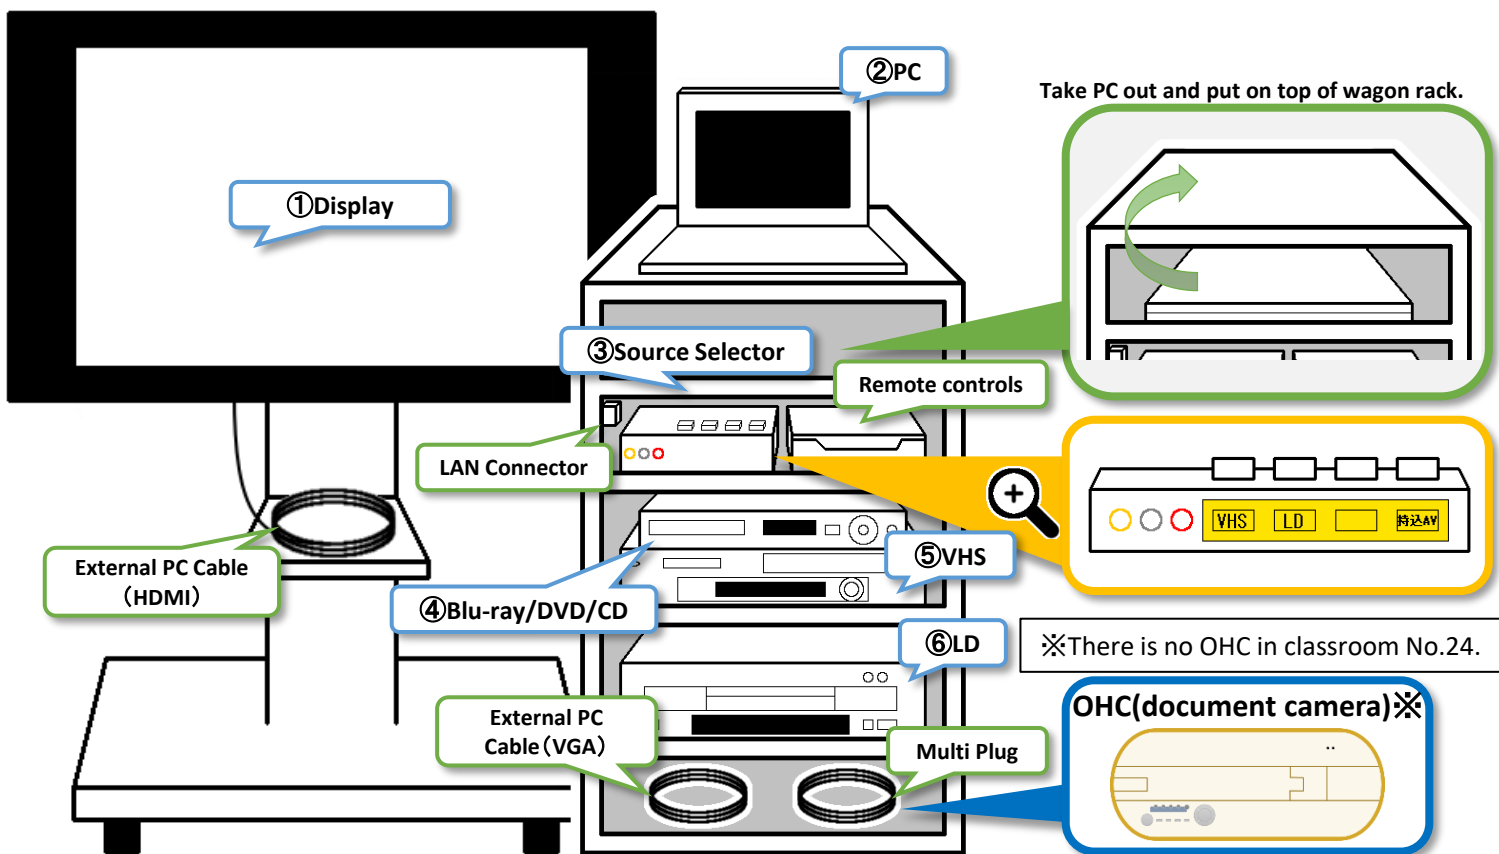 ②PC
Take PC out and put on top of wagon rack.
①Display
③Source Selector
Remote controls
LAN Connector
VHS
LD
持込AV
External PC Cable
（HDMI）
⑤VHS
④Blu-ray/DVD/CD
⑥LD
※There is no OHC in classroom No.24.
External PC
Cable（VGA）
Multi Plug
OHC(document camera)※